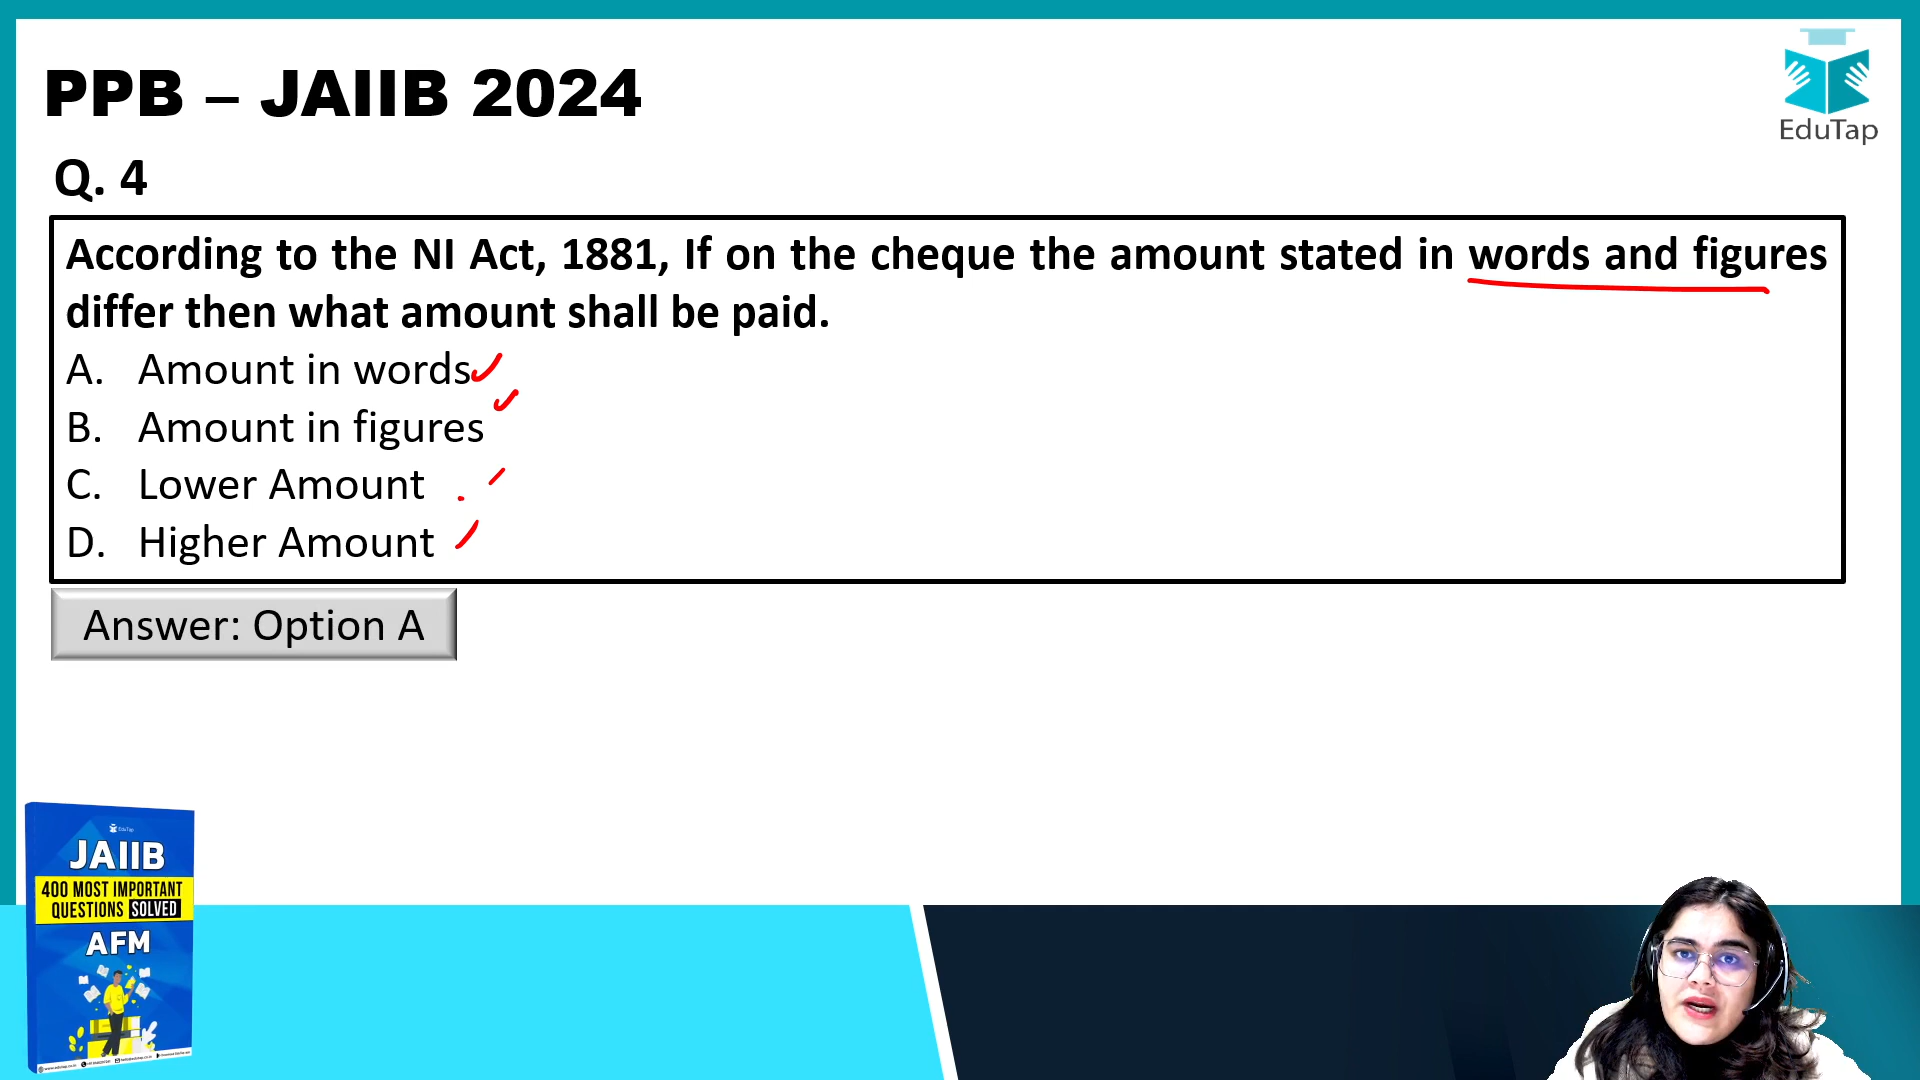 PPB – JAIIB 2024
EduTap
Q. 4
According to the NI Act, 1881, If on the cheque the amount stated in words and figures
differ then what amount shall be paid.
A. Amount in words
B. Amount in figures
C. Lower Amount
D. Higher Amount
Answer: Option A
EduTap
JAIIB
400 MOST IMPORTANT
QUESTIONS SOLVED
AFM